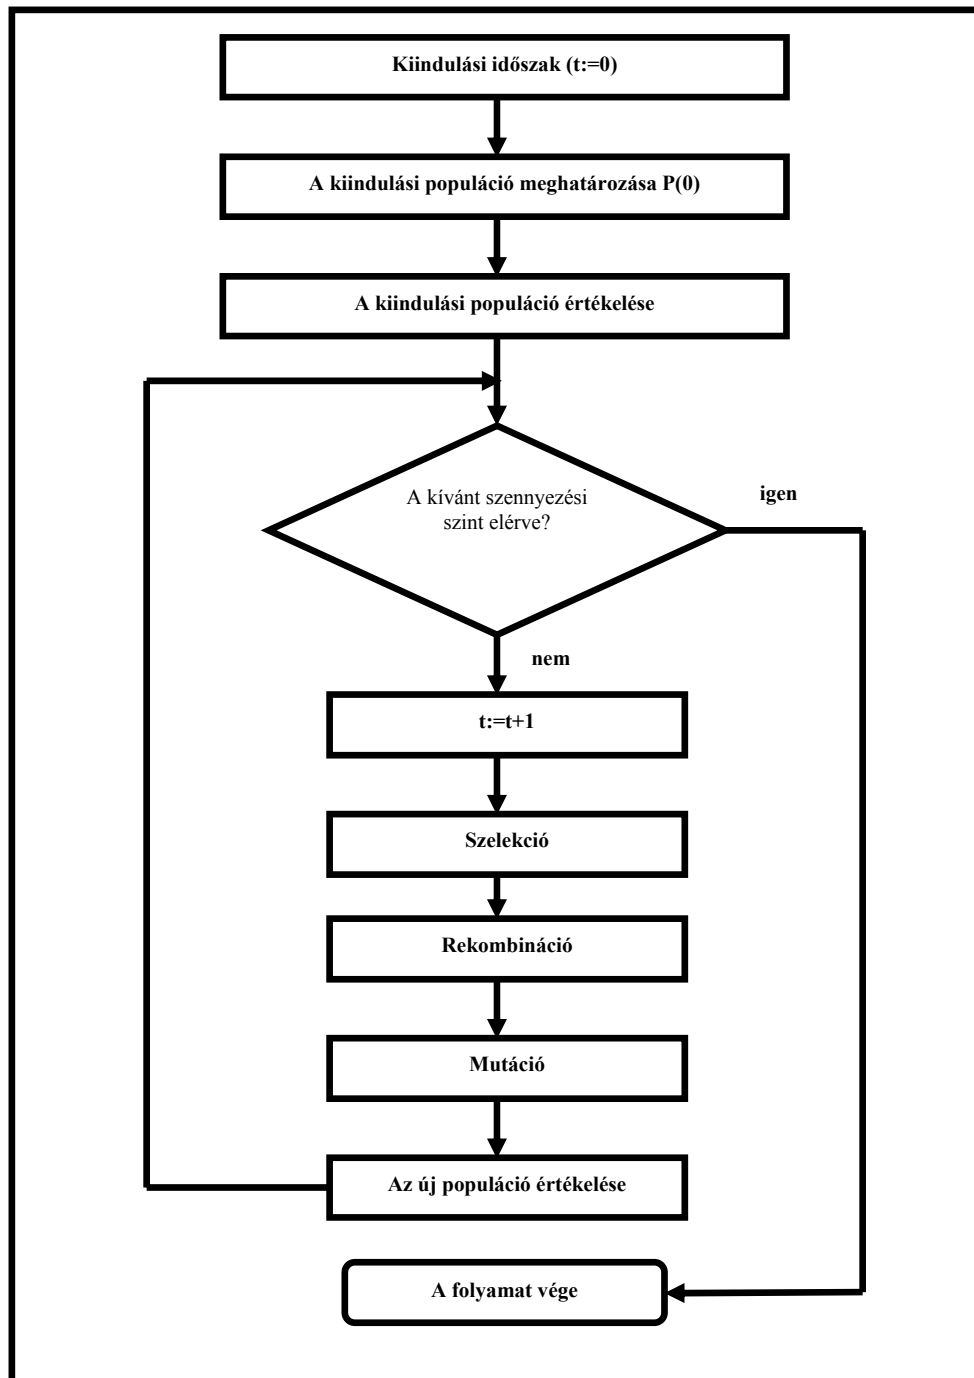 Kiindulási időszak (t:=0)
A kiindulási populáció meghatározása P(0)
A kiindulási populáció értékelése
A kívánt szennyezési
szint elérve?
igen
nem
t:=t+1
Szelekció
Rekombináció
Mutáció
Az új populáció értékelése
A folyamat vége